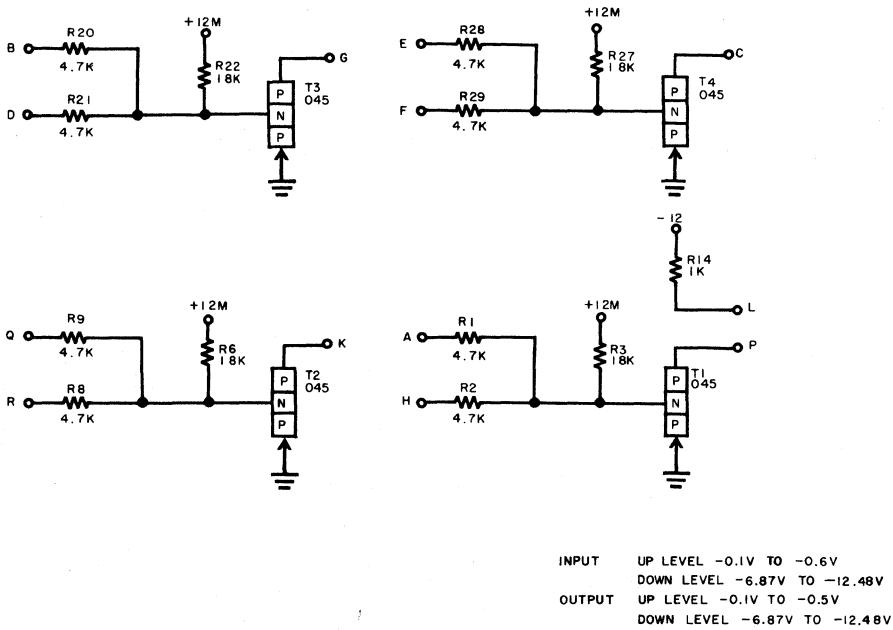 +12M
R20
B
4.7K
R22
18K
G
T3
045
R21
D
4.7K
P
N
P
+12M
R28
E
4.7K
R27
18K
C
T4
045
R29
F
4.7K
P
N
P
-12
R14
1K
L
+12M
R9
Q
4.7K
R6
18K
K
T2
045
R8
R
4.7K
P
N
P
+12M
R1
A
4.7K
R3
18K
P
T1
045
R2
H
4.7K
P
N
P
INPUT UP LEVEL -0.1V TO -0.6V
DOWN LEVEL -6.87V TO -12.48V
OUTPUT UP LEVEL -0.1V TO -0.5V
DOWN LEVEL -6.87V TO -12.48V